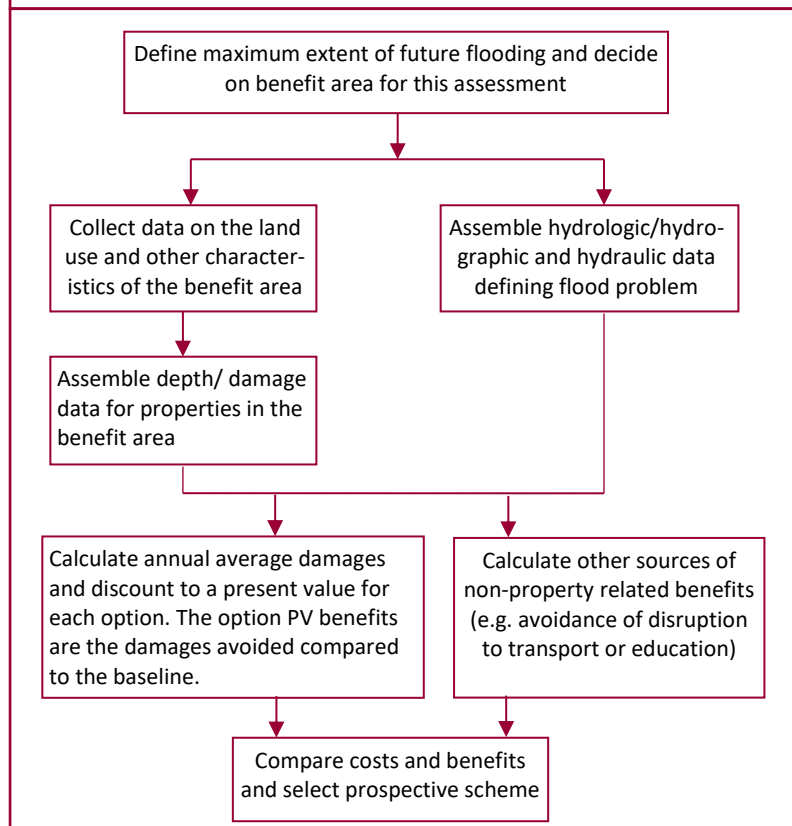 Define maximum extent of future flooding and decide
on benefit area for this assessment
Collect data on the land
use and other character-
istics of the benefit area
Assemble hydrologic/hydro-
graphic and hydraulic data
defining flood problem
Assemble depth/ damage
data for properties in the
benefit area
Calculate annual average damages
and discount to a present value for
each option. The option PV benefits
are the damages avoided compared
to the baseline.
Calculate other sources of
non-property related benefits
(e.g. avoidance of disruption
to transport or education)
Compare costs and benefits
and select prospective scheme